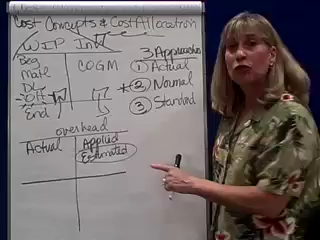 Cost Concepts & Cost Allocation
WIP Inv
Beg
Mate
DL
OH
End
COGM
3 Approaches
① Actual
* ② Normal
③ Standard
overhead
Actual
Applied
Estimated